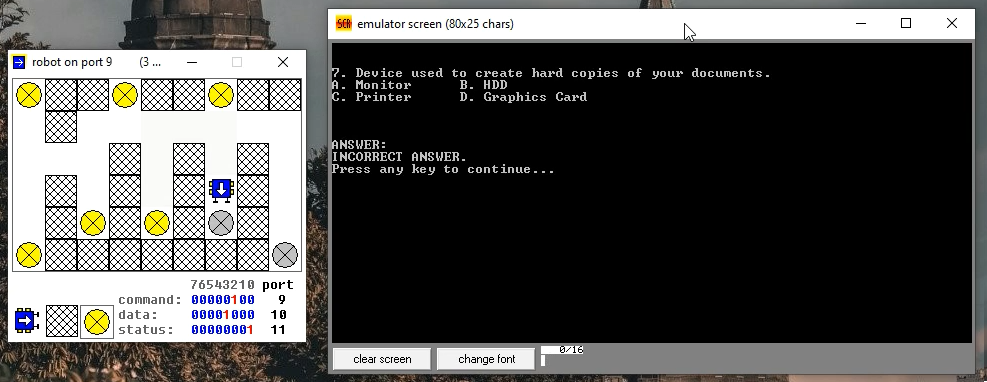 robot on port 9 (3 ...
76543210 port
command: 00000100 9
data: 00001000 10
status: 00000001 11
SCR emulator screen (80x25 chars)
7. Device used to create hard copies of your documents.
A. Monitor B. HDD
C. Printer D. Graphics Card
ANSWER:
INCORRECT ANSWER.
Press any key to continue...
clear screen change font 0/16